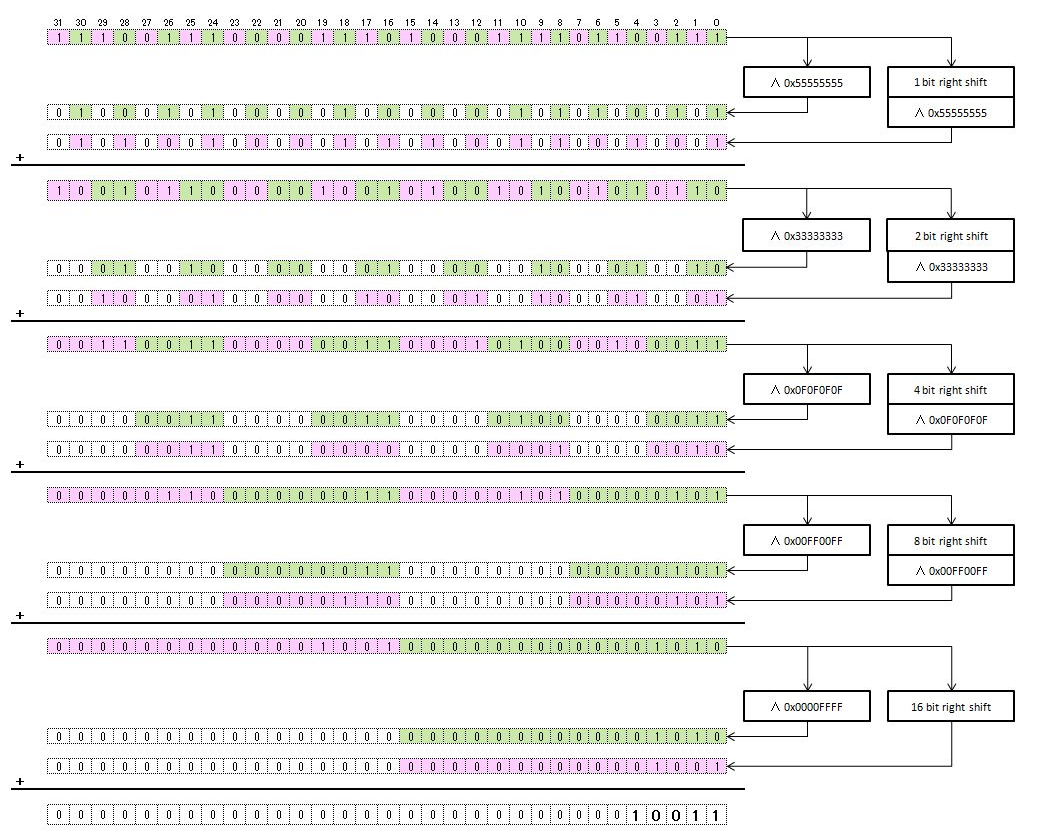 31 30 29 28 27 26 25 24 23 22 21 20 19 18 17 16 15 14 13 12 11 10 9 8 7 6 5 4 3 2 1 0
1 1 1 0 0 1 1 1 0 0 0 0 1 1 1 0 1 0 0 0 1 1 1 1 0 1 1 0 0 1 1 1
∧ 0x55555555
1 bit right shift
∧ 0x55555555
0 1 0 0 0 1 0 1 0 0 0 0 0 1 0 0 0 0 0 0 0 1 0 1 0 1 0 0 0 1 0 1
0 1 0 1 0 0 0 1 0 0 0 0 0 1 0 1 0 1 0 0 0 1 0 1 0 0 0 1 0 0 0 1
+
1 0 0 1 0 1 1 0 0 0 0 0 1 0 0 1 0 1 0 0 1 0 1 0 0 1 0 1 0 1 1 0
∧ 0x33333333
2 bit right shift
∧ 0x33333333
0 0 0 1 0 0 1 0 0 0 0 0 0 0 0 1 0 0 0 0 0 0 1 0 0 0 0 1 0 0 1 0
0 0 1 0 0 0 0 1 0 0 0 0 0 0 1 0 0 0 0 1 0 0 1 0 0 0 0 1 0 0 0 1
+
0 0 1 1 0 0 1 1 0 0 0 0 0 0 1 1 0 0 0 1 0 1 0 0 0 0 1 0 0 0 1 1
∧ 0x0F0F0F0F
4 bit right shift
∧ 0x0F0F0F0F
0 0 0 0 0 0 1 1 0 0 0 0 0 0 1 1 0 0 0 0 0 1 0 0 0 0 0 0 0 0 1 1
0 0 0 0 0 0 1 1 0 0 0 0 0 0 0 0 0 0 0 0 0 0 0 1 0 0 0 0 0 0 1 0
+
0 0 0 0 0 1 1 0 0 0 0 0 0 0 1 1 0 0 0 0 0 1 0 1 0 0 0 0 0 1 0 1
∧ 0x00FF00FF
8 bit right shift
∧ 0x00FF00FF
0 0 0 0 0 0 0 0 0 0 0 0 0 0 1 1 0 0 0 0 0 0 0 0 0 0 0 0 0 1 0 1
0 0 0 0 0 0 0 0 0 0 0 0 0 1 1 0 0 0 0 0 0 0 0 0 0 0 0 0 0 1 0 1
+
0 0 0 0 0 0 0 0 0 0 0 0 1 0 0 1 0 0 0 0 0 0 0 0 0 0 0 0 1 0 1 0
∧ 0x0000FFFF
16 bit right shift
0 0 0 0 0 0 0 0 0 0 0 0 0 0 0 0 0 0 0 0 0 0 0 0 0 0 0 0 1 0 1 0
0 0 0 0 0 0 0 0 0 0 0 0 0 0 0 0 0 0 0 0 0 0 0 0 0 0 0 0 1 0 0 1
+
0 0 0 0 0 0 0 0 0 0 0 0 0 0 0 0 0 0 0 0 0 0 0 0 0 0 0 1 0 0 1 1